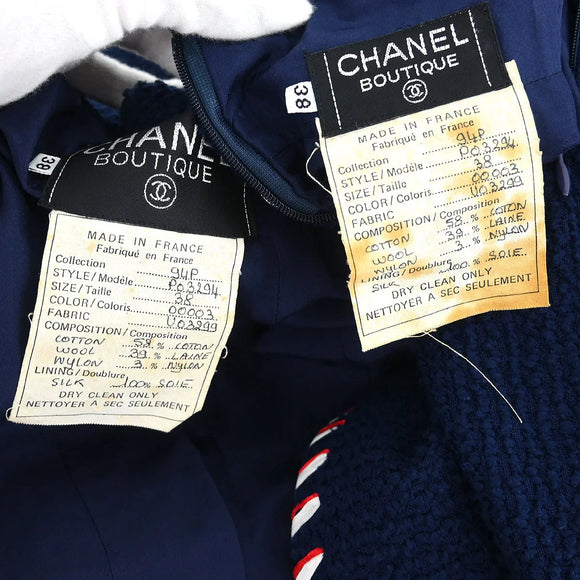 CHANEL
BOUTIQUE
38
MADE IN FRANCE
Fabriqué en France
Collection 94P
STYLE/Modèle P03294
SIZE/Taille 38
COLOR/Coloris 00003
FABRIC U03299
COMPOSITION/Composition
COTTON 58 % COTON
WOOL 39 % LAINE
NYLON 3 % NYLON
LINING/Doublure
SILK 100% SOIE
DRY CLEAN ONLY
NETTOYER A SEC SEULEMENT
CHANEL
BOUTIQUE
38
MADE IN FRANCE
Fabriqué en France
Collection 94P
STYLE/Modèle P03294
SIZE/Taille 38
COLOR/Coloris 00003
FABRIC U03299
COMPOSITION/Composition
COTTON 58 % COTON
WOOL 39 % LAINE
NYLON 3 % NYLON
LINING/Doublure
SILK 100% SOIE
DRY CLEAN ONLY
NETTOYER A SEC SEULEMENT